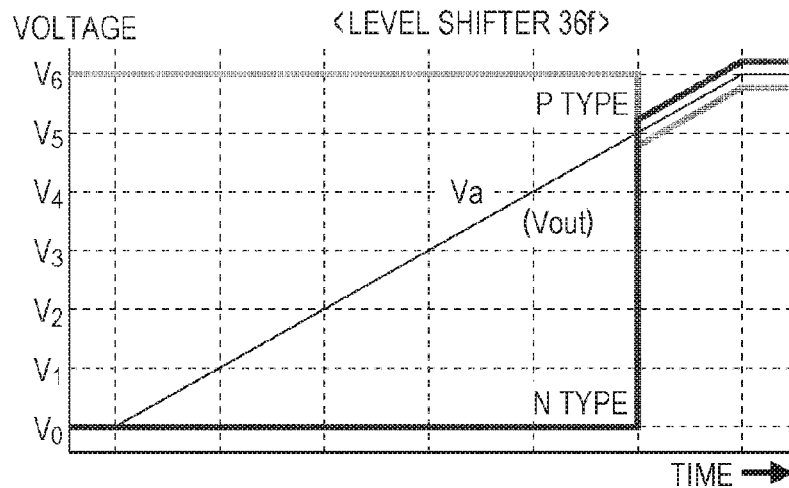 VOLTAGE
<LEVEL SHIFTER 36f>
V6
P TYPE
V5
V4
Va
(Vout)
V3
V2
V1
N TYPE
V0
TIME